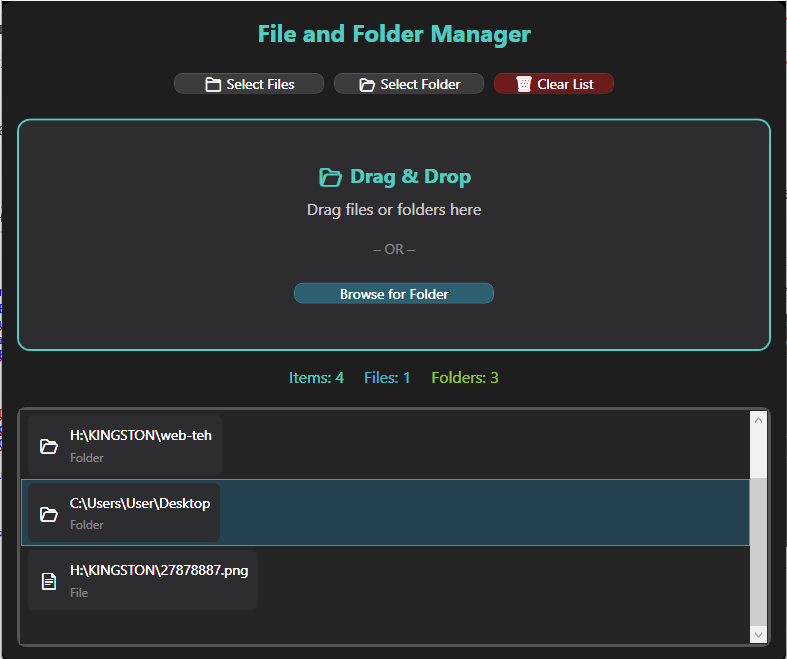 File and Folder Manager
Select Files Select Folder Clear List
Drag & Drop
Drag files or folders here
– OR –
Browse for Folder
Items: 4 Files: 1 Folders: 3
H:\KINGSTON\web-teh
Folder
C:\Users\User\Desktop
Folder
H:\KINGSTON\27878887.png
File